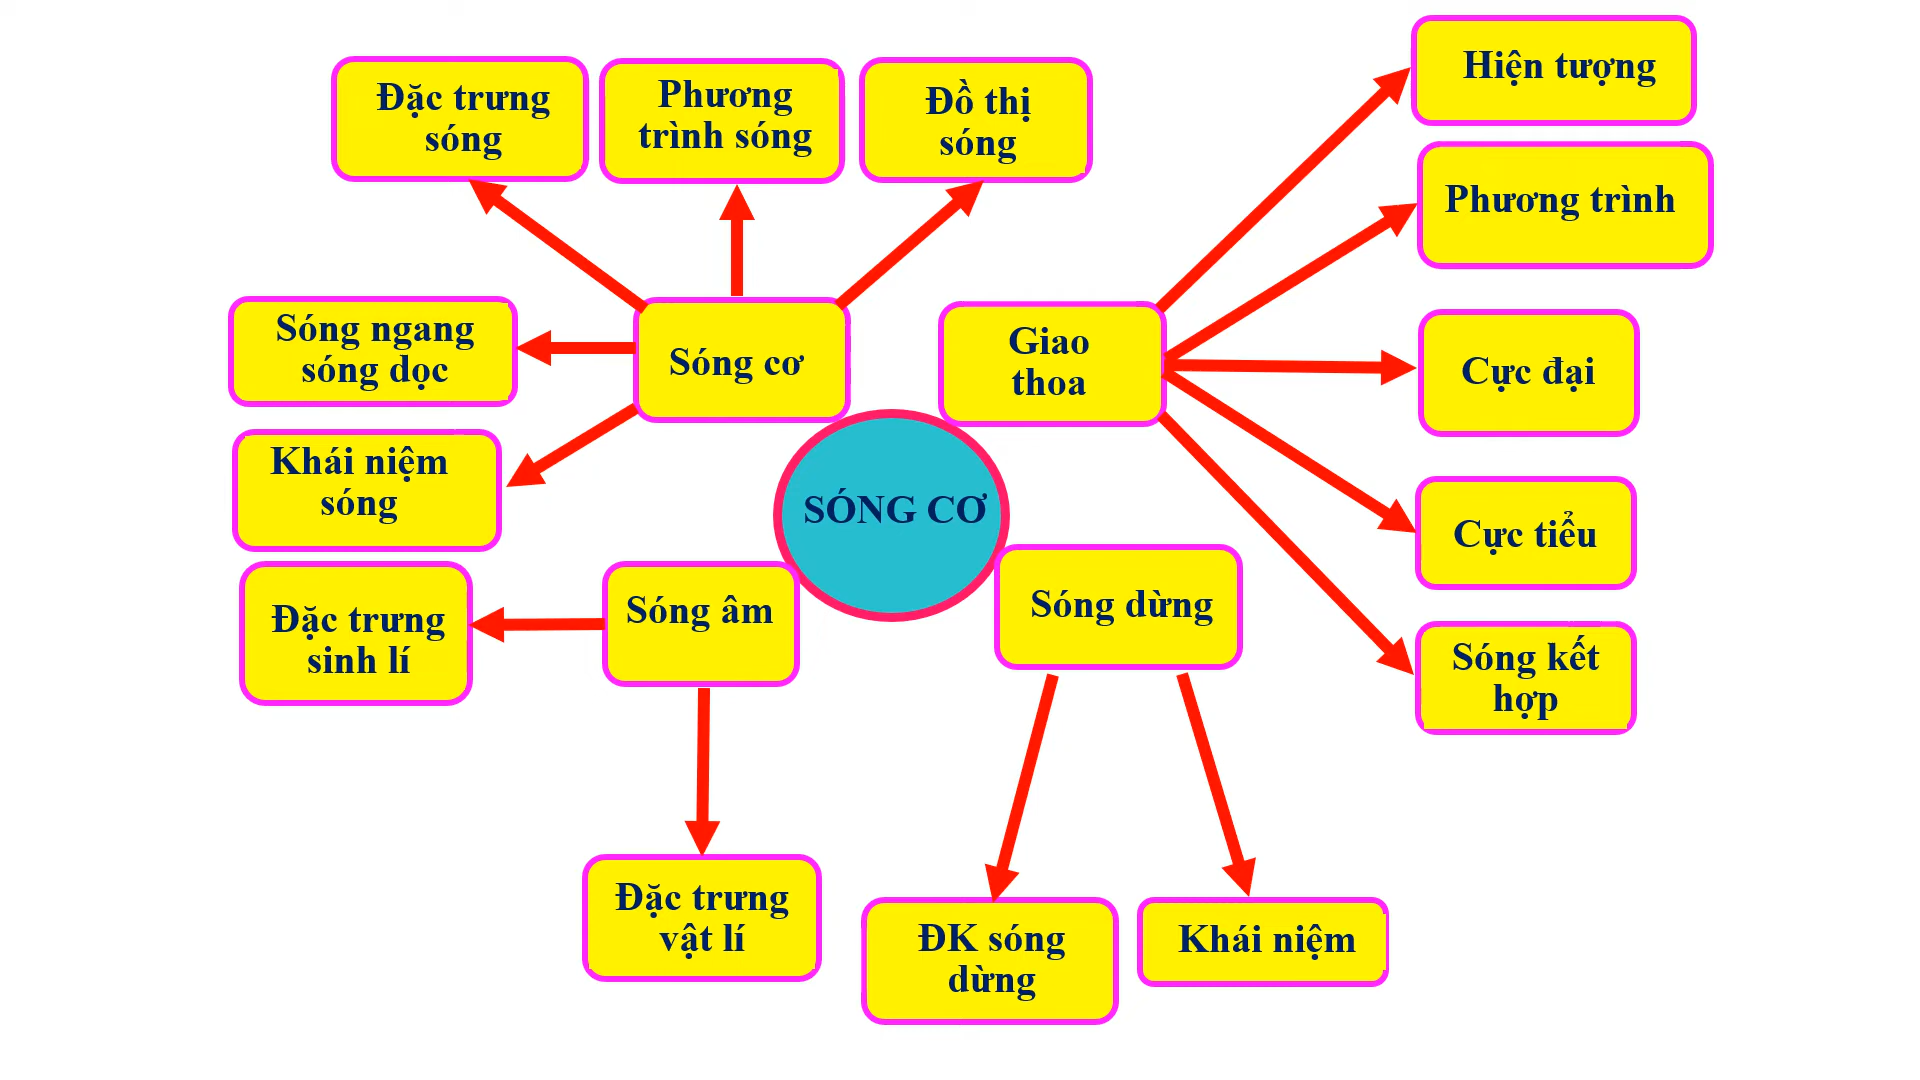 Đặc trưng
sóng
Phương
trình sóng
Đồ thị
sóng
Hiện tượng
Phương trình
Sóng ngang
sóng dọc
Sóng cơ
Giao
thoa
Cực đại
Khái niệm
sóng
SÓNG CƠ
Cực tiểu
Đặc trưng
sinh lí
Sóng âm
Sóng dừng
Sóng kết
hợp
Đặc trưng
vật lí
ĐK sóng
dừng
Khái niệm